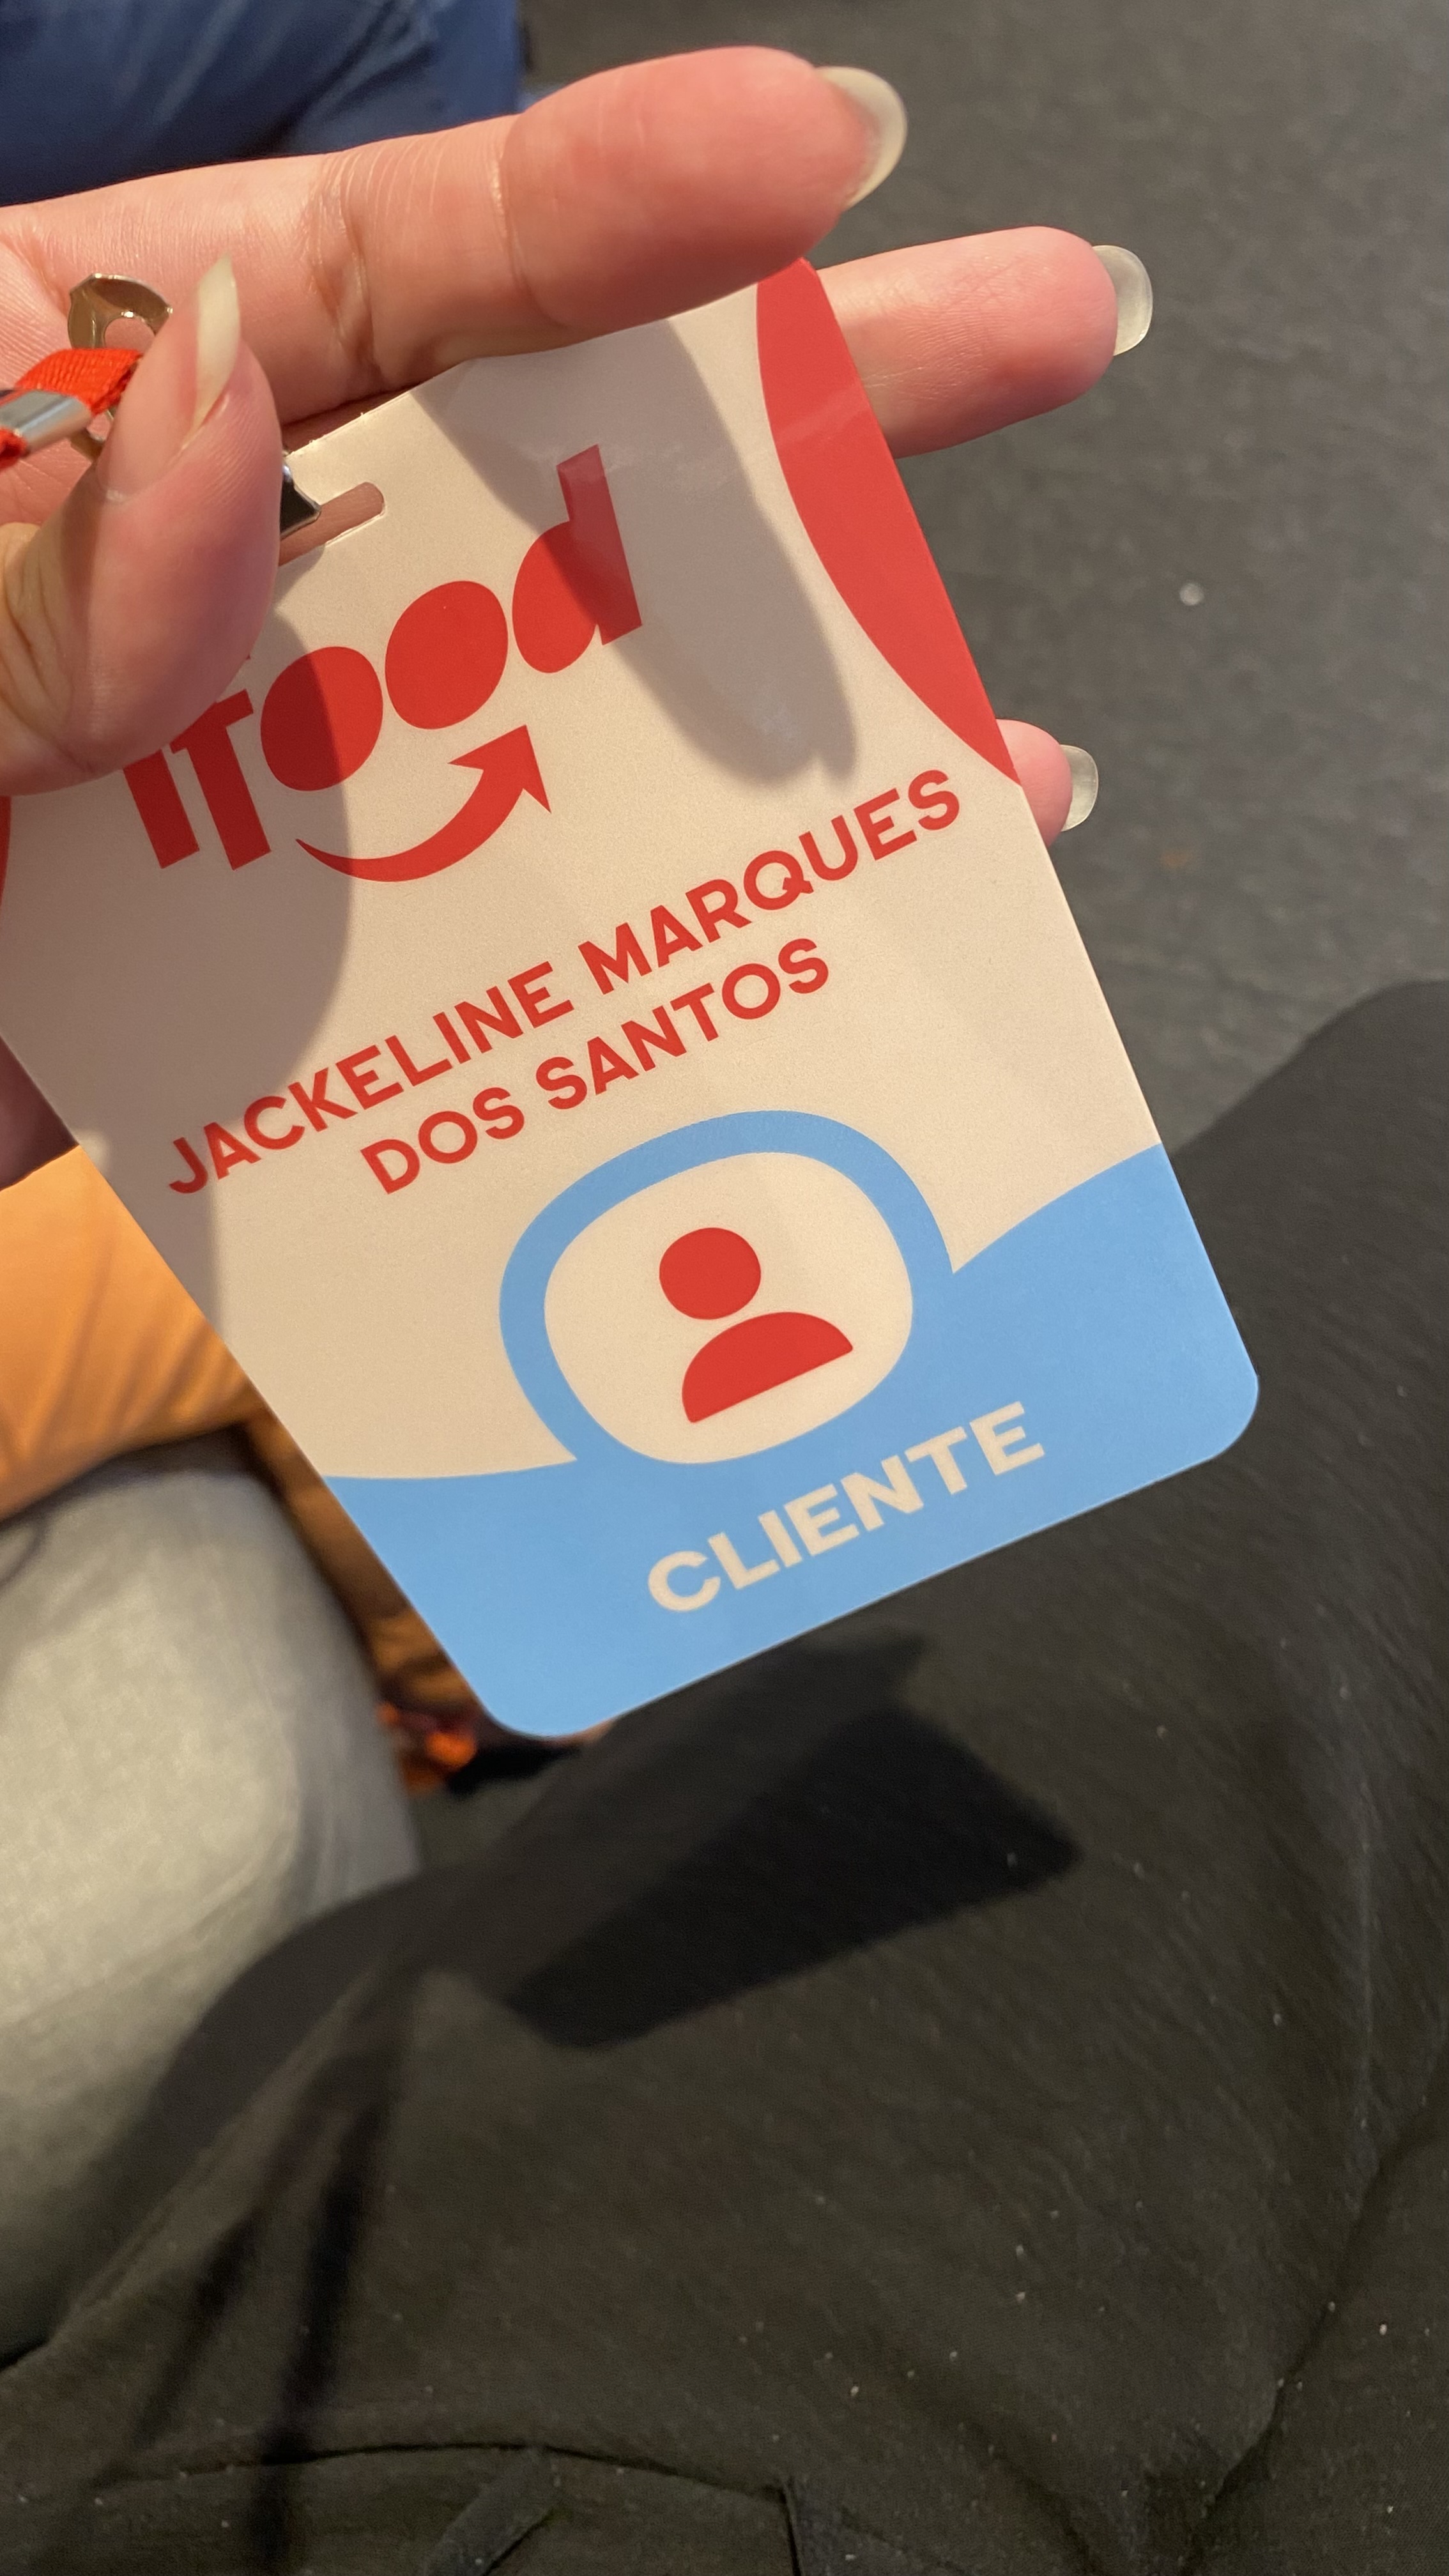 ifood
JACKELINE MARQUES
DOS SANTOS
CLIENTE